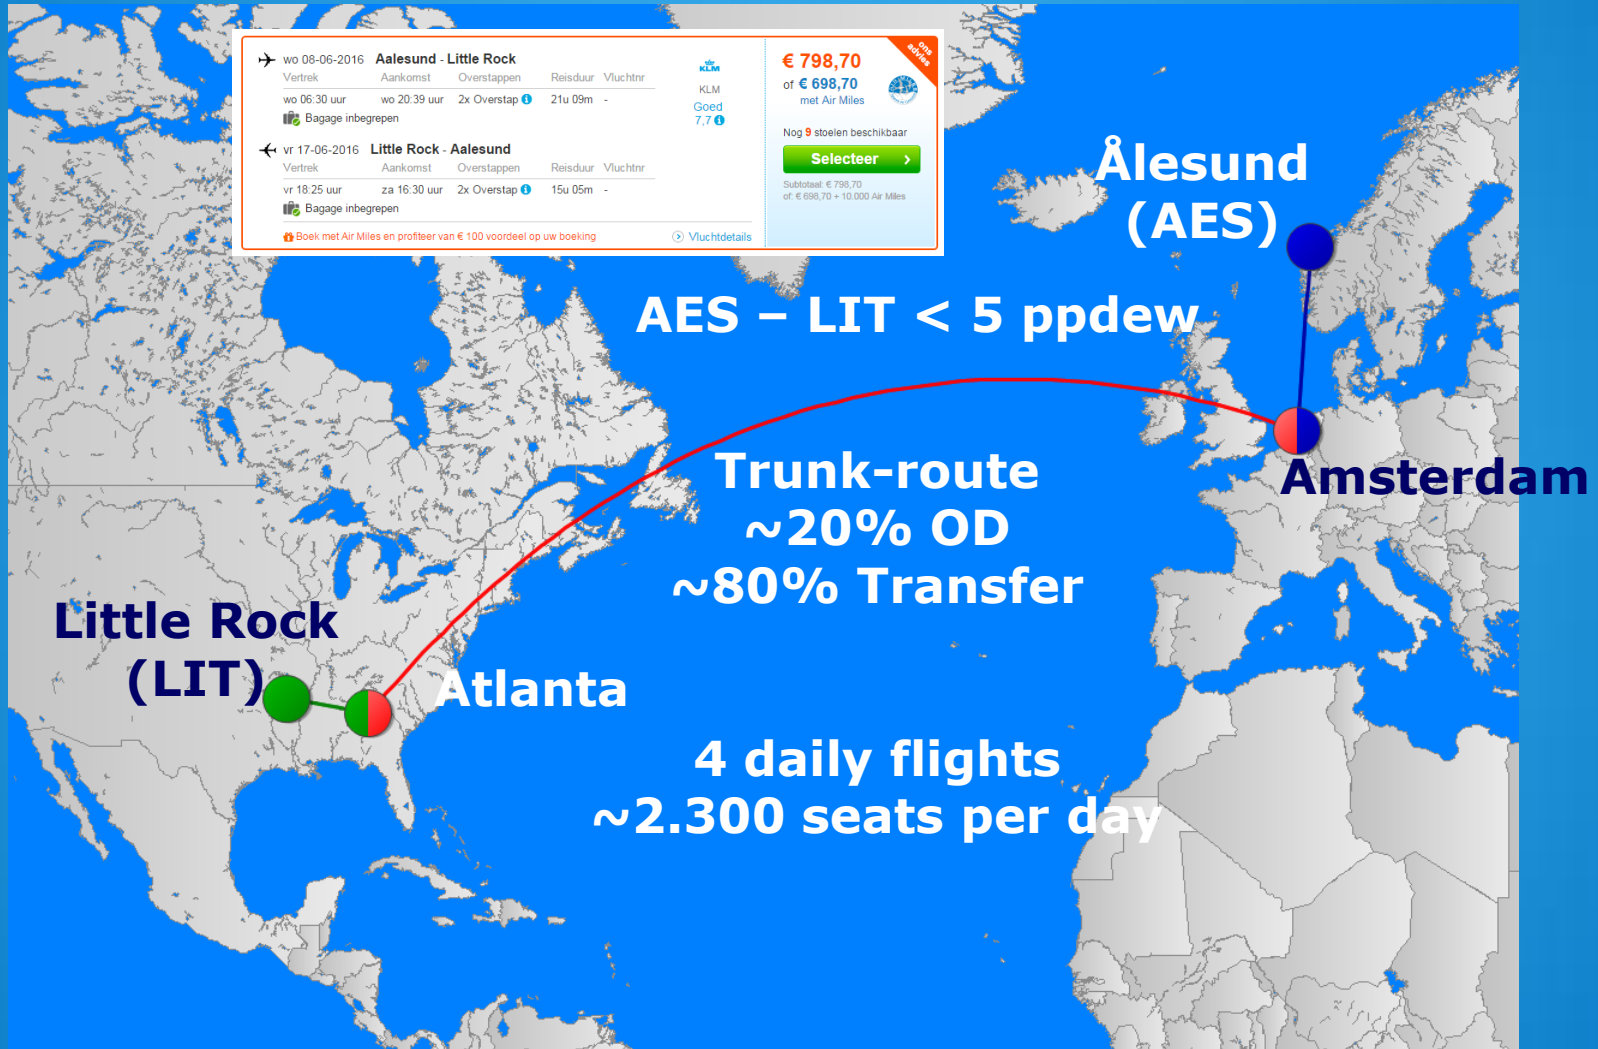 wo 08-06-2016 Aalesund - Little Rock
Vertrek Aankomst Overstappen Reisduur Vluchtnr
wo 06:30 uur wo 20:39 uur 2x Overstap 21u 09m -
Bagage inbegrepen
vr 17-06-2016 Little Rock - Aalesund
Vertrek Aankomst Overstappen Reisduur Vluchtnr
vr 18:25 uur za 16:30 uur 2x Overstap 15u 05m -
Bagage inbegrepen
Boek met Air Miles en profiteer van € 100 voordeel op uw boeking
Vluchtdetails
KLM
KLM
Goed
7,7
ons
advies
€ 798,70
of € 698,70
met Air Miles
Nog 9 stoelen beschikbaar
Selecteer
Subtotaal: € 798,70
of: € 698,70 + 10.000 Air Miles
Ålesund
(AES)
AES – LIT < 5 ppdew
Amsterdam
Trunk-route
~20% OD
~80% Transfer
Little Rock
(LIT)
Atlanta
4 daily flights
~2.300 seats per day